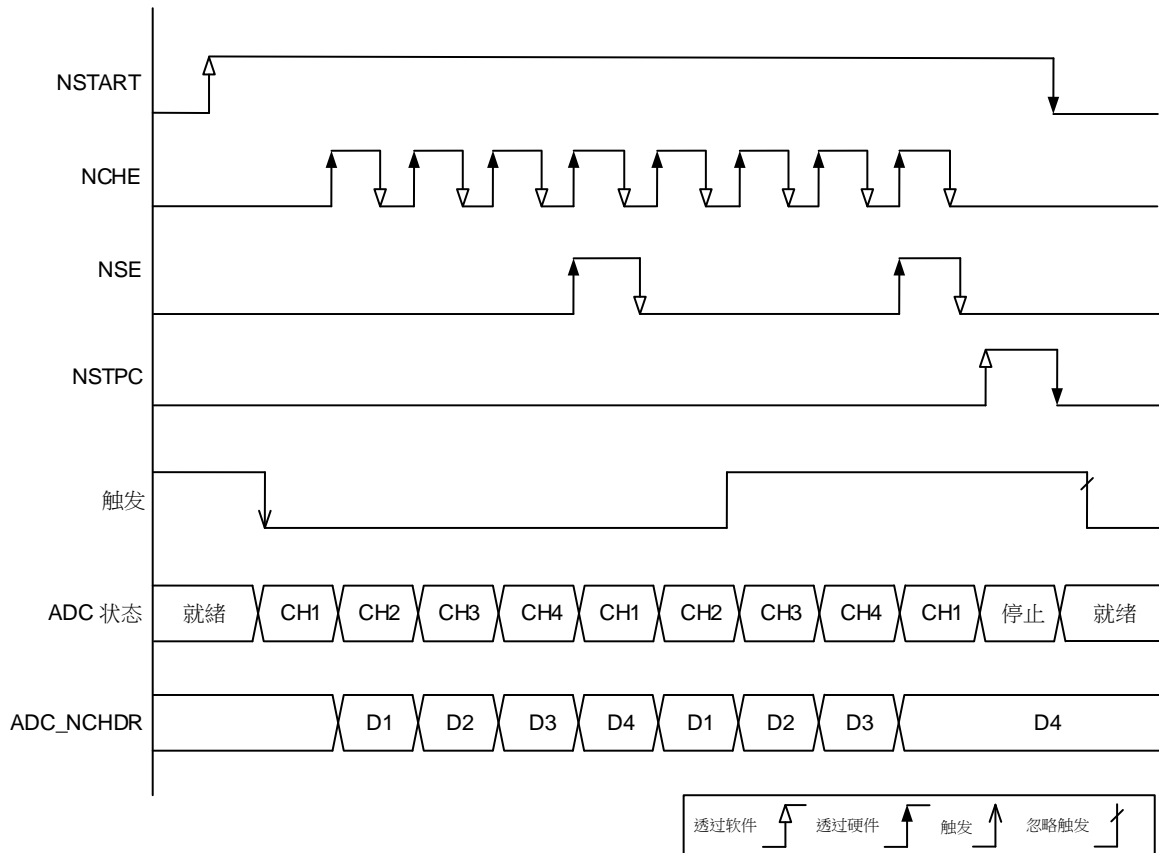 NSTART
NCHE
NSE
NSTPC
触发
ADC 状态 就緒 CH1 CH2 CH3 CH4 CH1 CH2 CH3 CH4 CH1 停止 就绪
ADC_NCHDR D1 D2 D3 D4 D1 D2 D3 D4
透过软件 透过硬件 触发 忽略触发